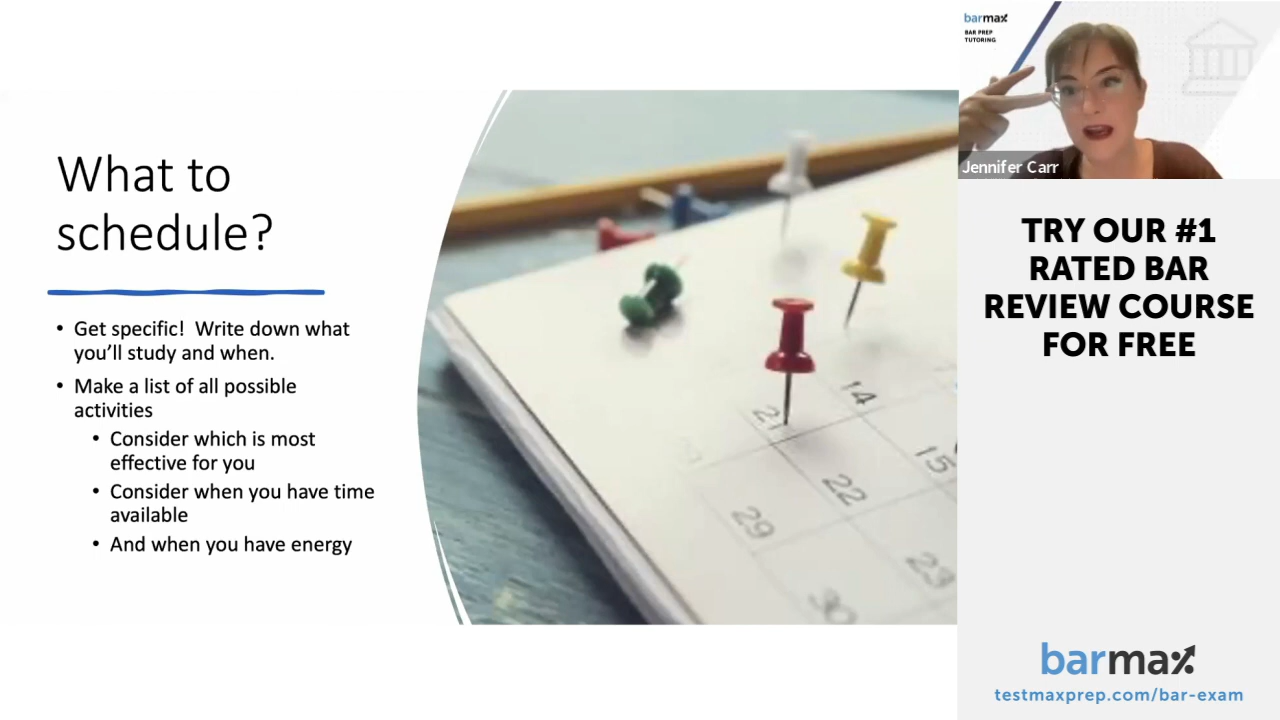 What to
schedule?
• Get specific! Write down what
you'll study and when.
• Make a list of all possible
activities
• Consider which is most
effective for you
• Consider when you have time
available
• And when you have energy
21
14
15
22
29
23
30
barmax
BAR PREP
TUTORING
Jennifer Carr
TRY OUR #1
RATED BAR
REVIEW COURSE
FOR FREE
barmax
testmaxprep.com/bar-exam